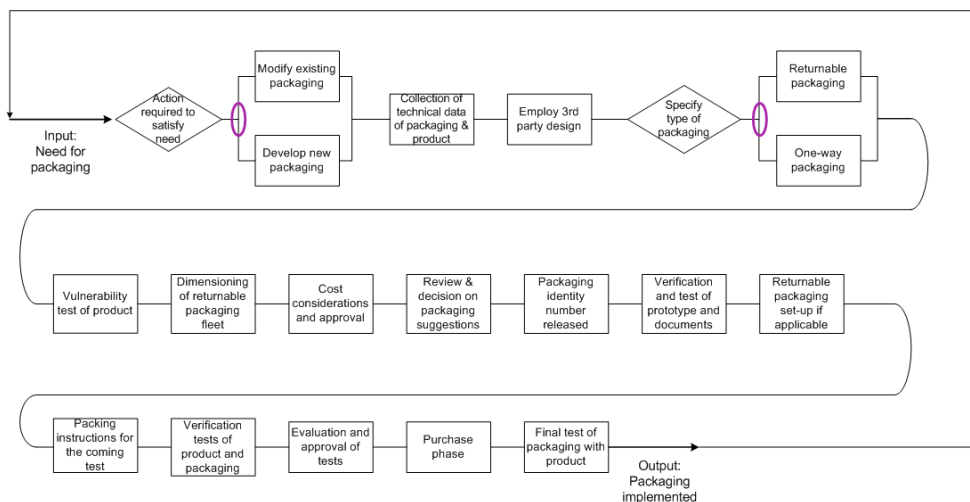 Input:
Need for
packaging
Action
required to
satisfy
need
Modify existing
packaging
Develop new
packaging
Collection of
technical data
of packaging &
product
Employ 3rd
party design
Specify
type of
packaging
Returnable
packaging
One-way
packaging
Vulnerability
test of product
Dimensioning
of returnable
packaging
fleet
Cost
considerations
and approval
Review &
decision on
packaging
suggestions
Packaging
identity
number
released
Verification
and test of
prototype and
documents
Returnable
packaging
set-up if
applicable
Packing
instructions for
the coming
test
Verification
tests of
product and
packaging
Evaluation and
approval of
tests
Purchase
phase
Final test of
packaging with
product
Output:
Packaging
implemented